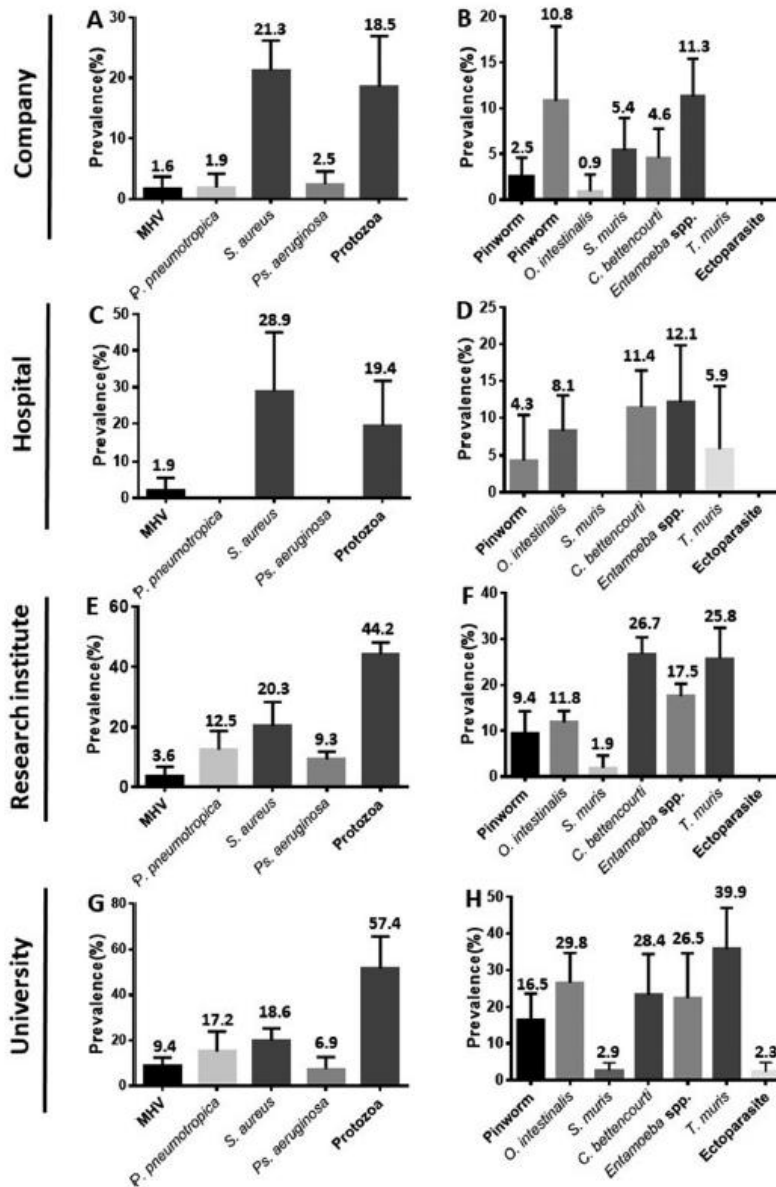 Company
A
Prevalence(%)
30
20
10
0
1.6
1.9
21.3
2.5
18.5
MHV
P. pneumotropica
S. aureus
Ps. aeruginosa
Protozoa
B
Prevalence(%)
20
15
10
5
0
2.5
10.8
0.9
5.4
4.6
11.3
Pinworm
Pinworm
O. intestinalis
S. muris
C. bettencourti
Entamoeba spp.
T. muris
Ectoparasite
Hospital
C
Prevalence(%)
50
40
30
20
10
0
1.9
28.9
19.4
MHV
P. pneumotropica
S. aureus
Ps. aeruginosa
Protozoa
D
Prevalence(%)
25
20
15
10
5
0
4.3
8.1
11.4
12.1
5.9
Pinworm
O. intestinalis
S. muris
C. bettencourti
Entamoeba spp.
T. muris
Ectoparasite
Research institute
E
Prevalence(%)
60
40
20
0
3.6
12.5
20.3
9.3
44.2
MHV
P. pneumotropica
S. aureus
Ps. aeruginosa
Protozoa
F
Prevalence(%)
40
30
20
10
0
9.4
11.8
1.9
26.7
17.5
25.8
Pinworm
O. intestinalis
S. muris
C. bettencourti
Entamoeba spp.
T. muris
Ectoparasite
University
G
Prevalence(%)
80
60
40
20
0
9.4
17.2
18.6
6.9
57.4
MHV
P. pneumotropica
S. aureus
Ps. aeruginosa
Protozoa
H
Prevalence(%)
50
40
30
20
10
0
16.5
29.8
2.9
28.4
26.5
39.9
2.3
Pinworm
O. intestinalis
S. muris
C. bettencourti
Entamoeba spp.
T. muris
Ectoparasite